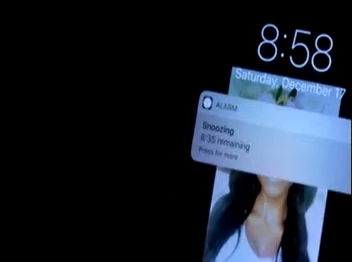 8:58
Saturday, December 17
ALARM
Snoozing
8:35 remaining
Press for more